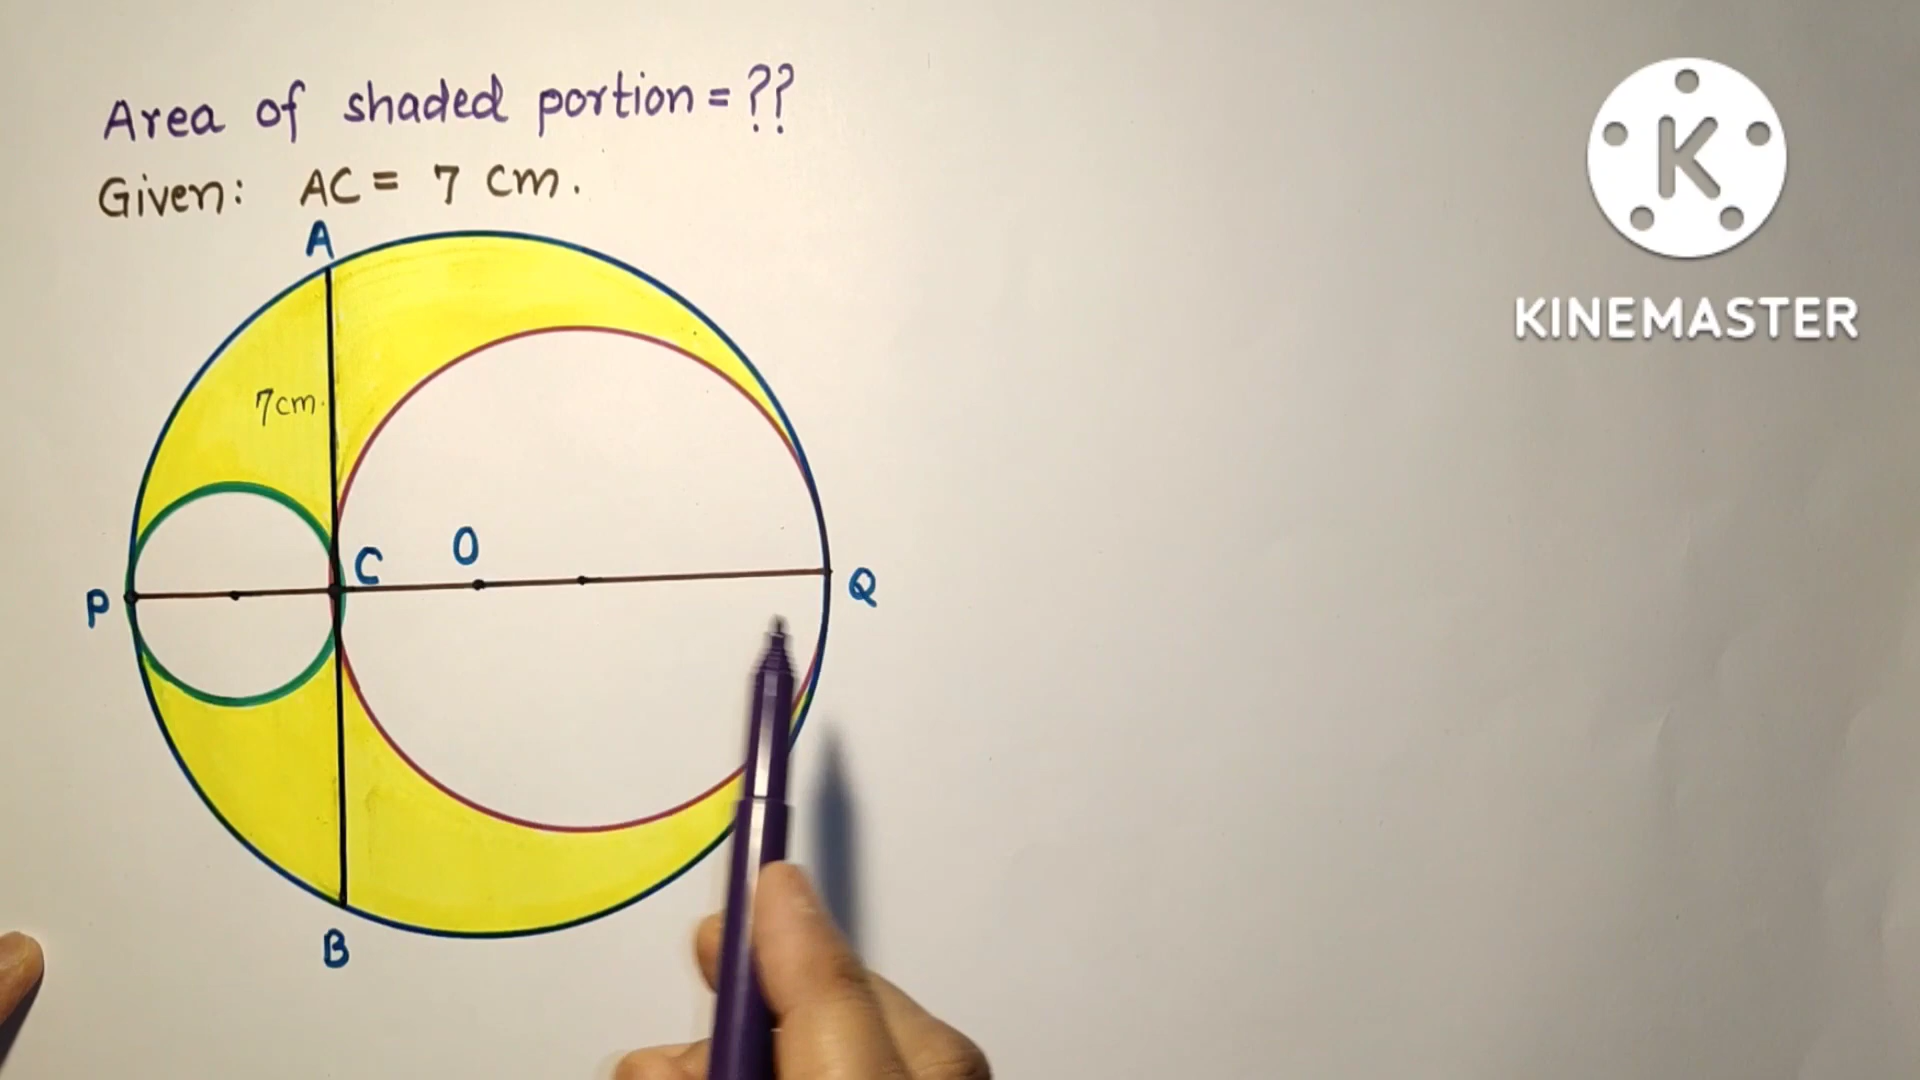 Area of shaded portion = ??
Given: AC = 7 cm.
A
7cm.
C
O
P
Q
B
K
KINEMASTER